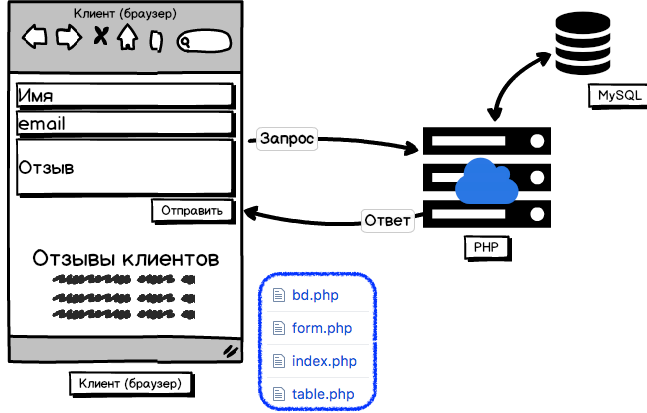 Клиент (браузер)
Имя
email
Отзыв
Отправить
Отзывы клиентов
Клиент (браузер)
Запрос
Ответ
MySQL
PHP
bd.php
form.php
index.php
table.php